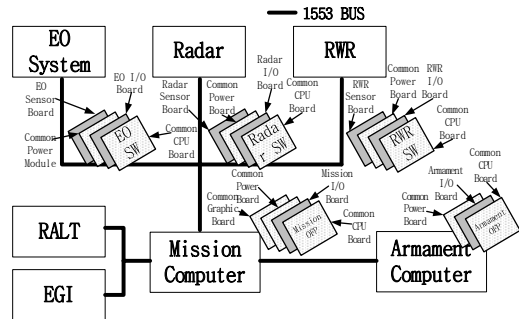 1553 BUS
EO
System
Radar
RWR
EO
Sensor
Board
EO I/O
Board
Common
Power
Module
Common
CPU
Board
EO
SW
Radar
Sensor
Board
Common
Power
Board
Radar
I/O
Board
Common
CPU
Board
Rada
r SW
RWR
Sensor
Board
Common
Power
Board
RWR
I/O
Board
Common
CPU
Board
RWR
SW
Common
Graphic
Board
Common
Power
Board
Mission
I/O
Board
Common
CPU
Board
Mission
OFP
Common
Power
Board
Armament
I/O
Board
Common
CPU
Board
Armament
OFP
RALT
EGI
Mission
Computer
Armament
Computer